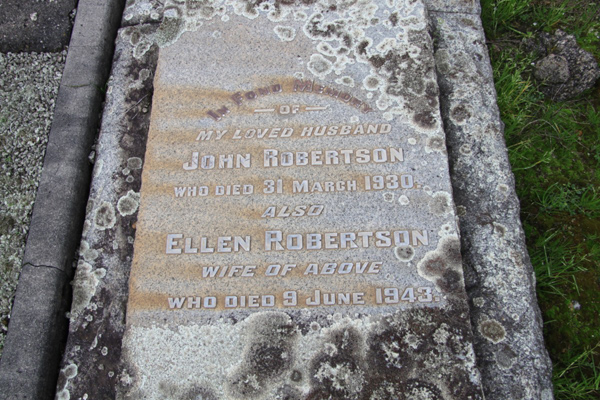 In Fond Memory
OF
MY LOVED HUSBAND
JOHN ROBERTSON
WHO DIED 31 MARCH 1930.
ALSO
ELLEN ROBERTSON
WIFE OF ABOVE
WHO DIED 9 JUNE 1943.